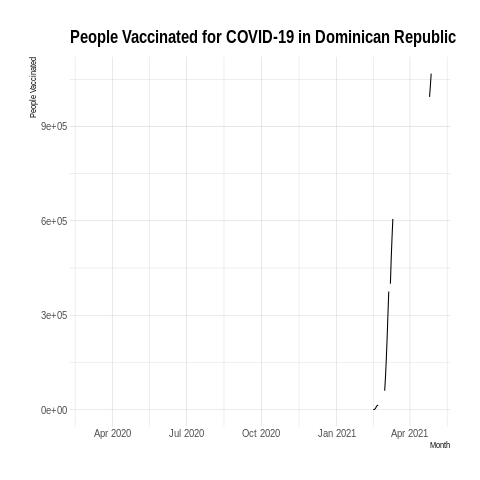 People Vaccinated for COVID-19 in Dominican Republic
People Vaccinated
9e+05
6e+05
3e+05
0e+00
Apr 2020 Jul 2020 Oct 2020 Jan 2021 Apr 2021
Month